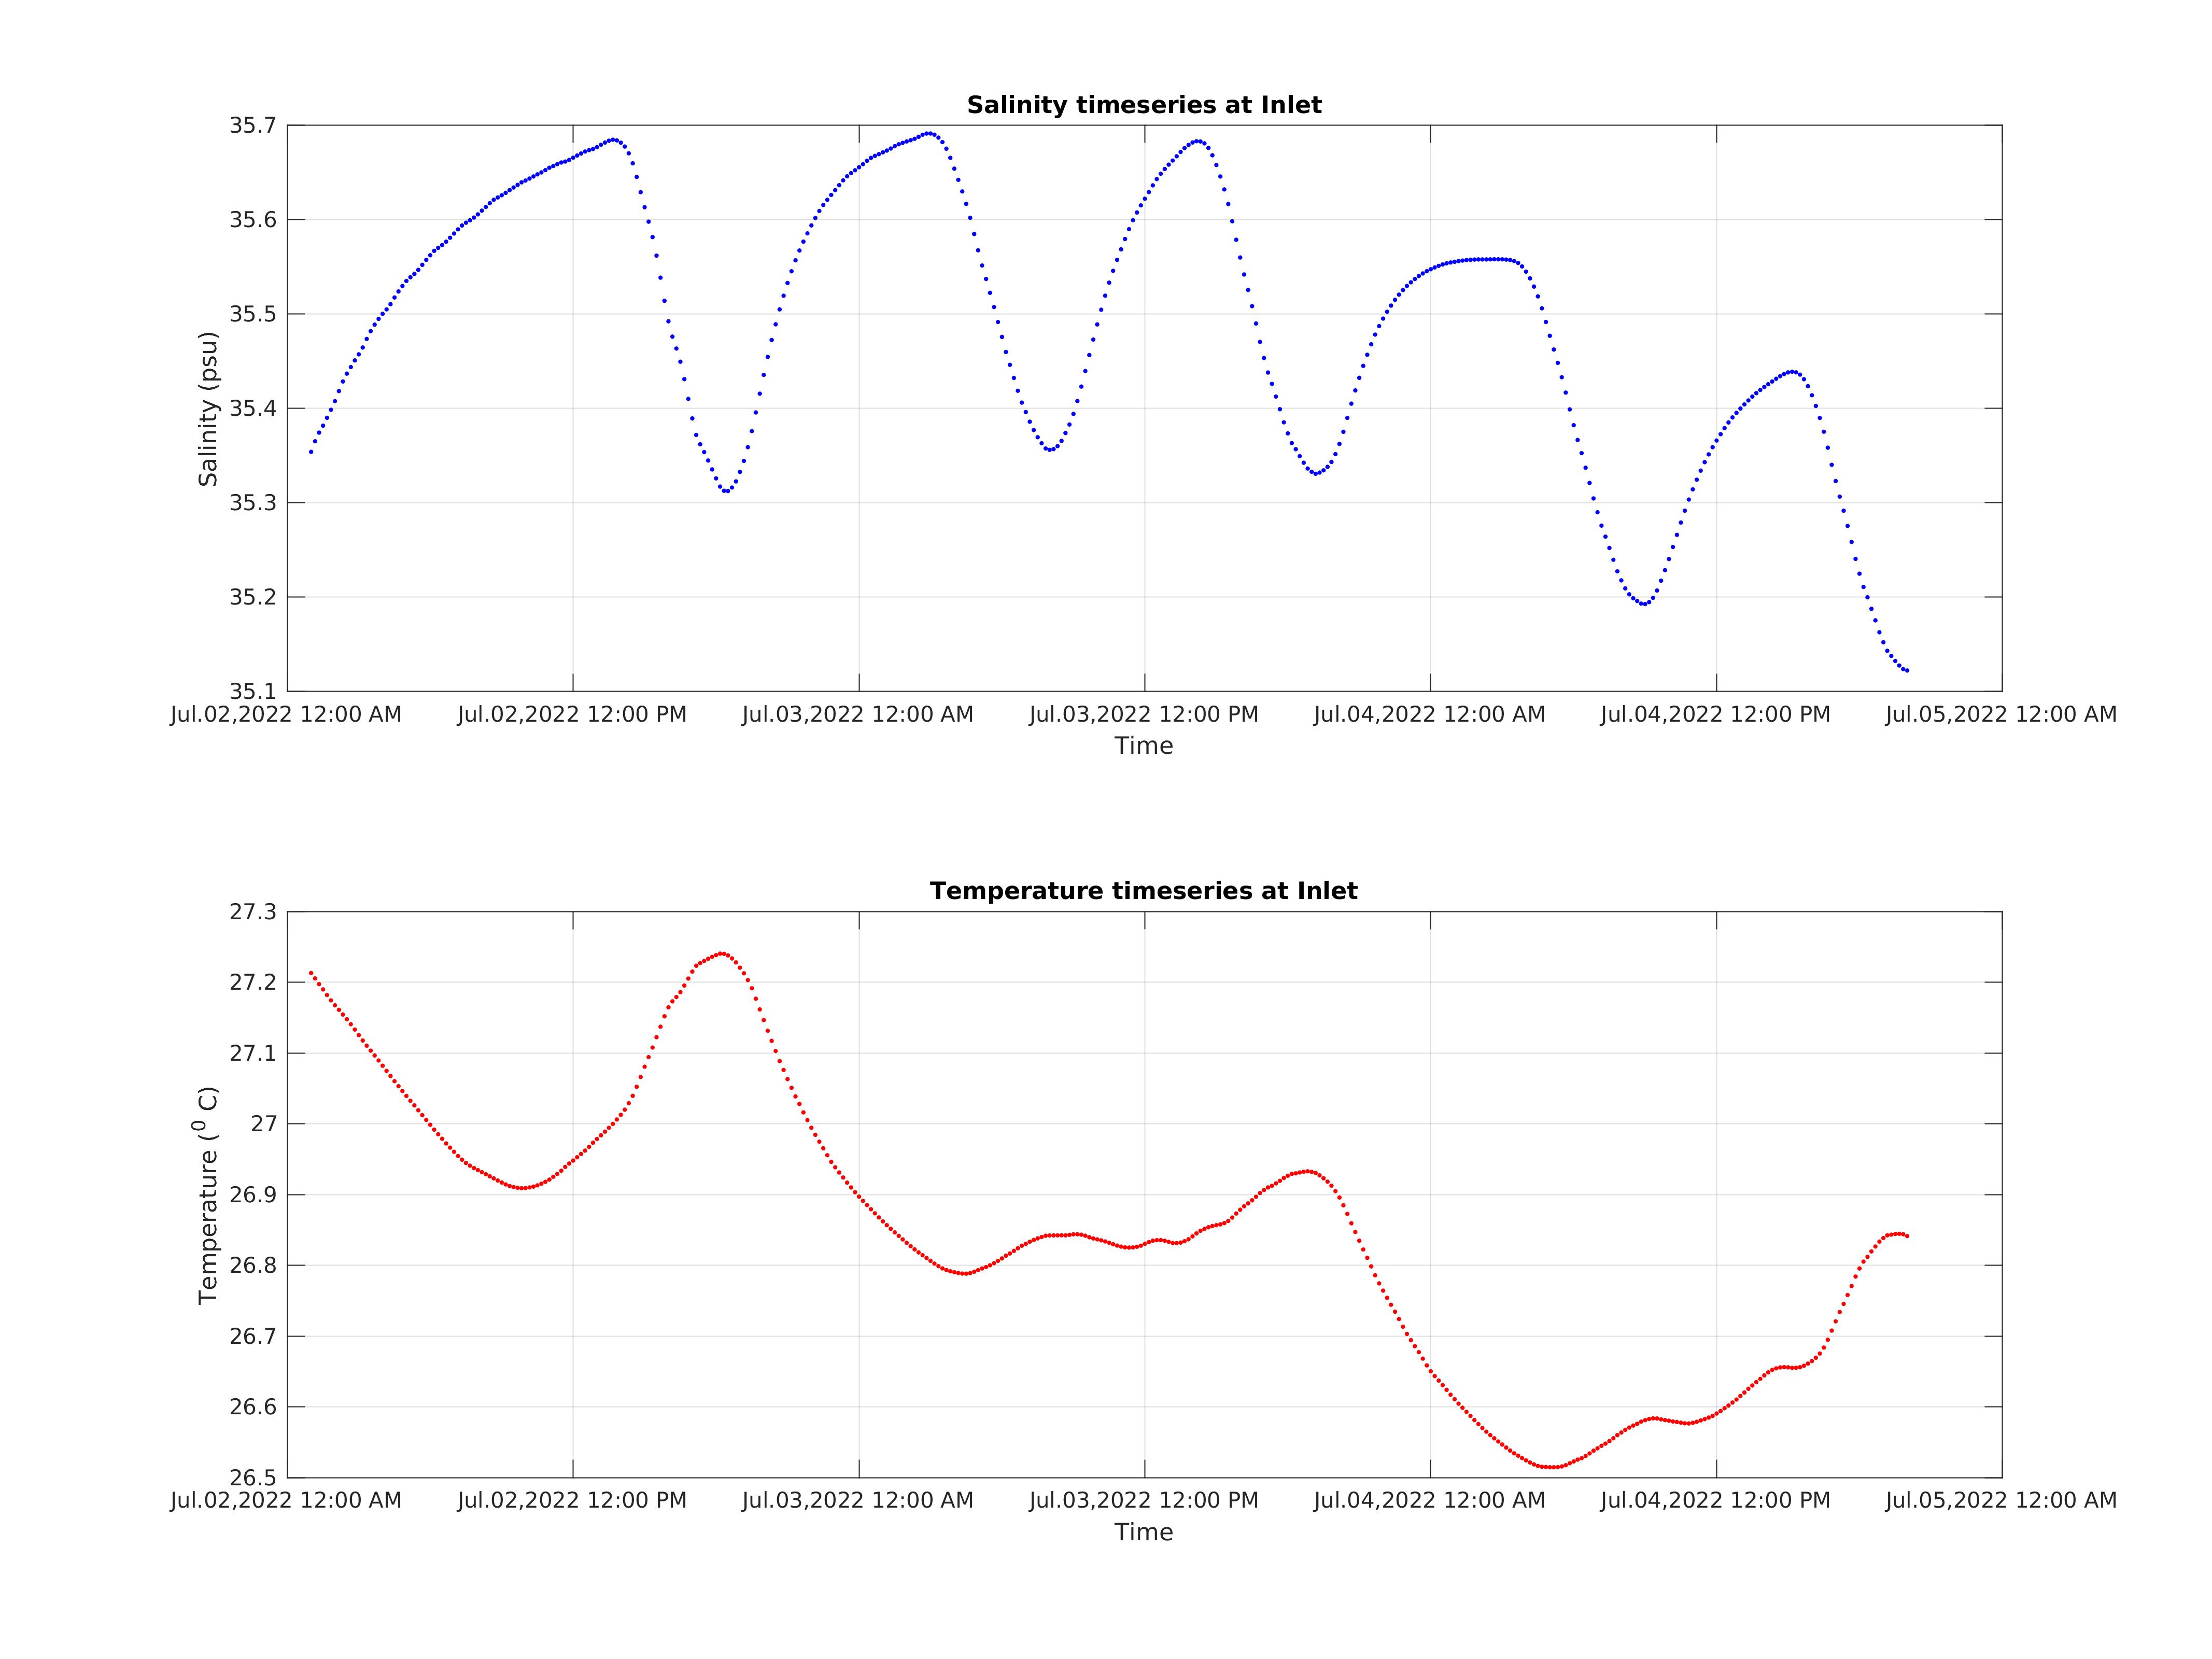 Salinity timeseries at Inlet
35.7
35.6
35.5
35.4
35.3
35.2
35.1
Salinity (psu)
Jul.02,2022 12:00 AM Jul.02,2022 12:00 PM Jul.03,2022 12:00 AM Jul.03,2022 12:00 PM Jul.04,2022 12:00 AM Jul.04,2022 12:00 PM Jul.05,2022 12:00 AM
Time
Temperature timeseries at Inlet
27.3
27.2
27.1
27
26.9
26.8
26.7
26.6
26.5
Temperature (⁰ C)
Jul.02,2022 12:00 AM Jul.02,2022 12:00 PM Jul.03,2022 12:00 AM Jul.03,2022 12:00 PM Jul.04,2022 12:00 AM Jul.04,2022 12:00 PM Jul.05,2022 12:00 AM
Time